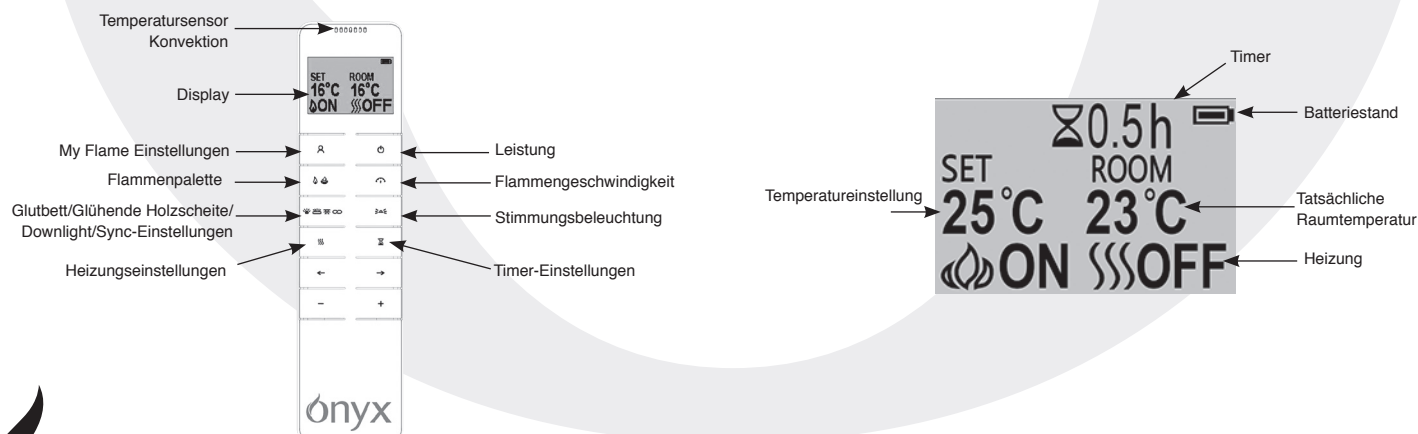 Temperatursensor
Konvektion
SET ROOM
16°C 16°C
ON OFF
Display
My Flame Einstellungen
Leistung
Flammenpalette
Flammengeschwindigkeit
Glutbett/Glühende Holzscheite/
Downlight/Sync-Einstellungen
Stimmungsbeleuchtung
Heizungseinstellungen
Timer-Einstellungen
- +
onyx
Timer
0.5h
Batteriestand
SET ROOM
Temperatureinstellung
25°C 23°C
Tatsächliche
Raumtemperatur
ON OFF
Heizung